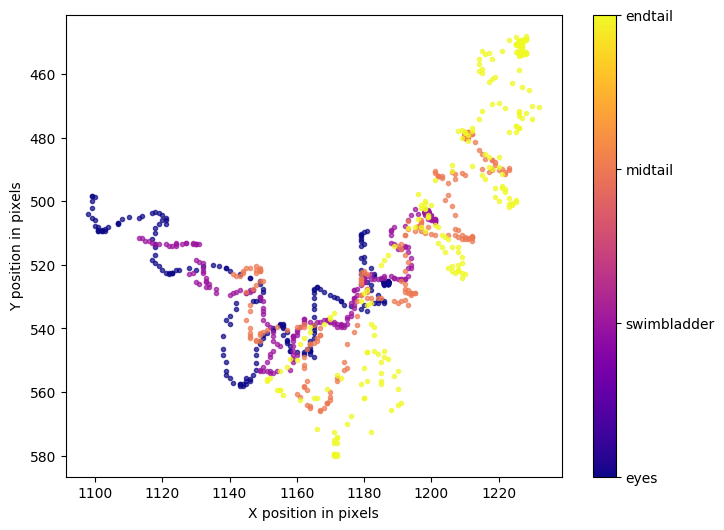 Y position in pixels
460
480
500
520
540
560
580
1100
1120
1140
1160
1180
1200
1220
X position in pixels
endtail
midtail
swimbladder
eyes